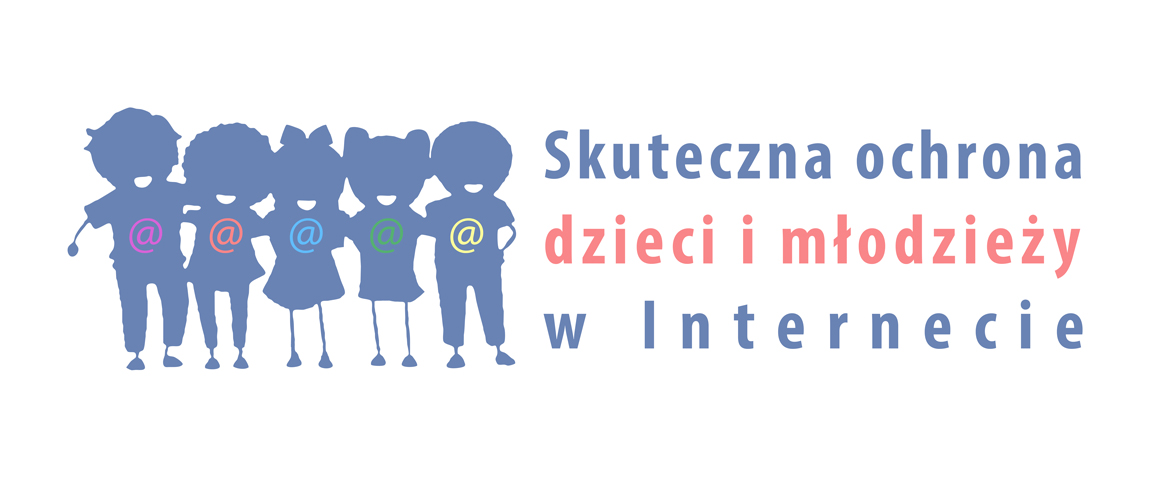 @ @ @ @ @
Skuteczna ochrona
dzieci i młodzieży
w Internecie